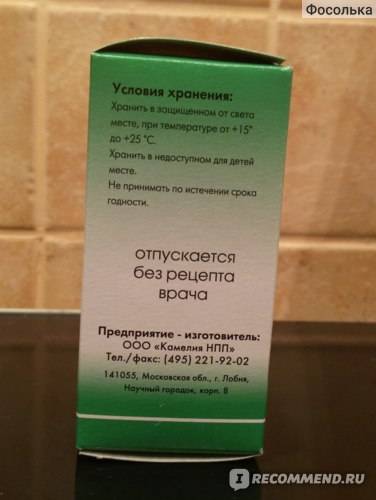 Фосолька
Условия хранения:
Хранить в защищенном от света
месте, при температуре от +15°
до +25 °С.
Хранить в недоступном для детей
месте.
Не принимать по истечении срока
годности.
отпускается
без рецепта
врача
Предприятие - изготовитель:
ООО «Камелия НПП»
Тел./факс: (495) 221-92-02
141055, Московская обл., г. Лобня,
Научный городок, корп. В
IRECOMMEND.RU